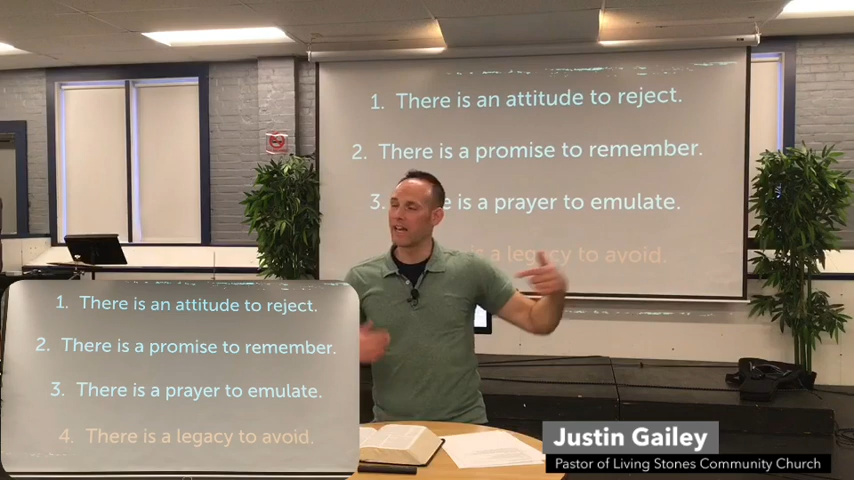 1. There is an attitude to reject.
2. There is a promise to remember.
3. is a prayer to emulate.
is a legacy to avoid.
1. There is an attitude to reject.
2. There is a promise to remember.
3. There is a prayer to emulate.
4. There is a legacy to avoid.
Justin Gailey
Pastor of Living Stones Community Church